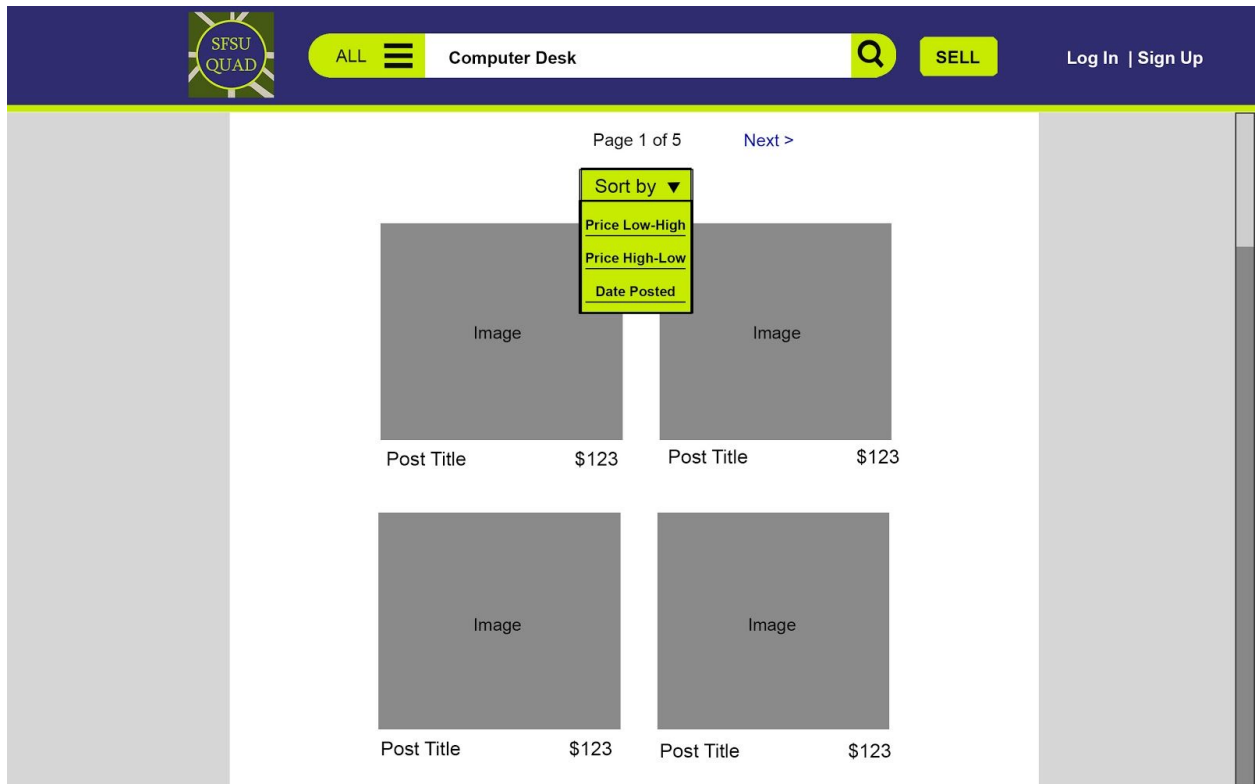 SFSU
QUAD
ALL
Computer Desk
SELL
Log In | Sign Up
Page 1 of 5
Next >
Sort by ▼
Price Low-High
Price High-Low
Date Posted
Image
Image
Post Title
$123
Post Title
$123
Image
Image
Post Title
$123
Post Title
$123